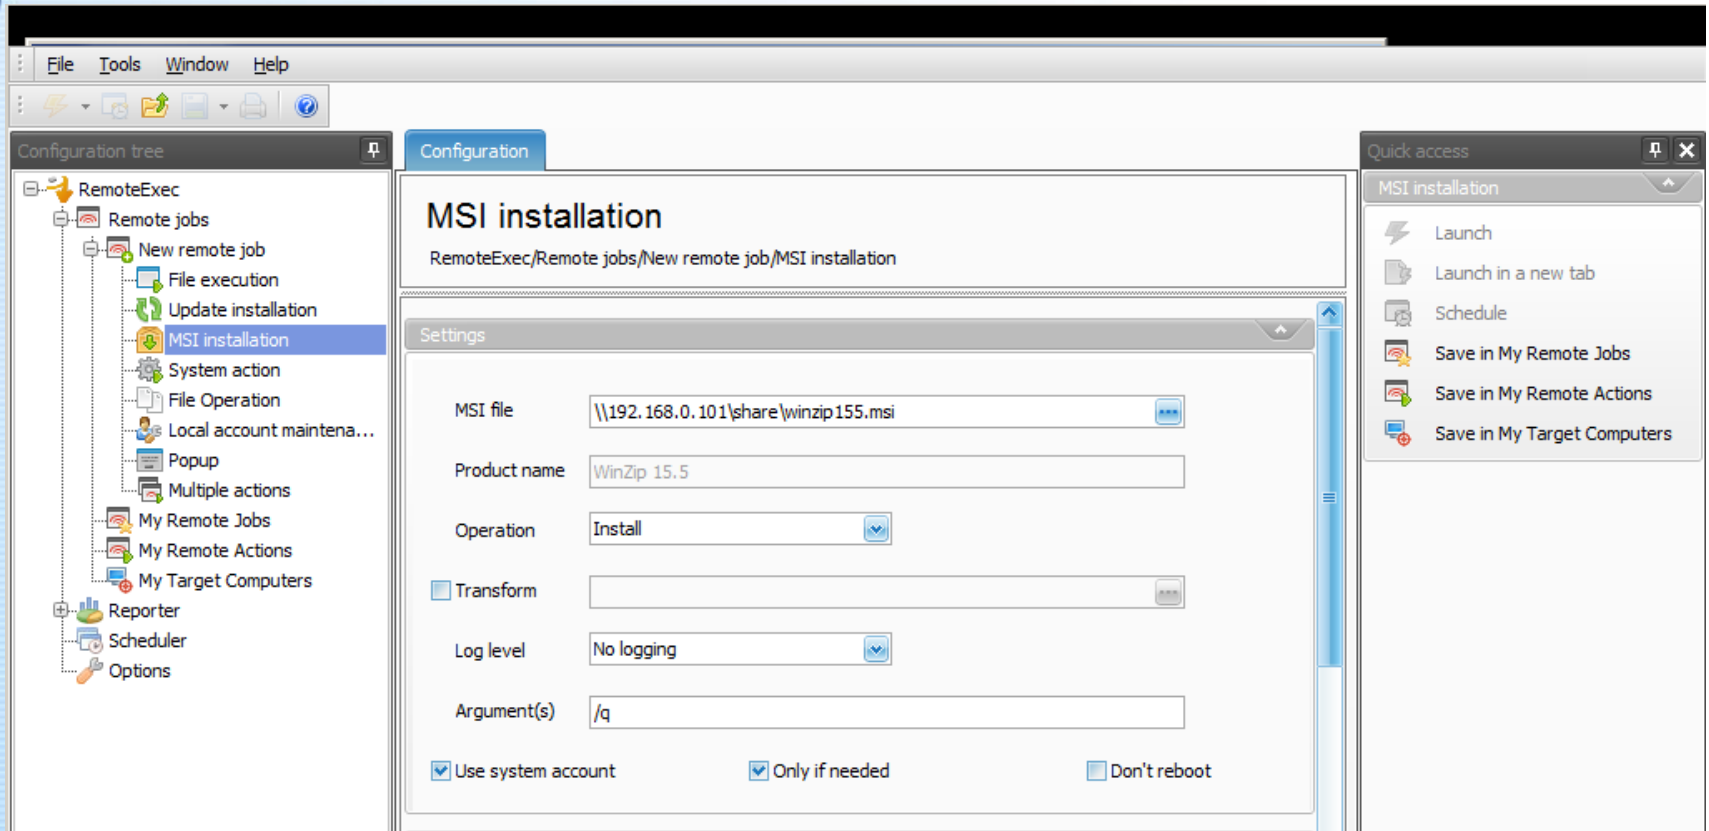 File Tools Window Help
Configuration tree
RemoteExec
Remote jobs
New remote job
File execution
Update installation
MSI installation
System action
File Operation
Local account maintena...
Popup
Multiple actions
My Remote Jobs
My Remote Actions
My Target Computers
Reporter
Scheduler
Options
Configuration
MSI installation
RemoteExec/Remote jobs/New remote job/MSI installation
Settings
MSI file \\192.168.0.101\share\winzip155.msi
Product name WinZip 15.5
Operation Install
Transform
Log level No logging
Argument(s) /q
Use system account Only if needed Don't reboot
Quick access
MSI installation
Launch
Launch in a new tab
Schedule
Save in My Remote Jobs
Save in My Remote Actions
Save in My Target Computers